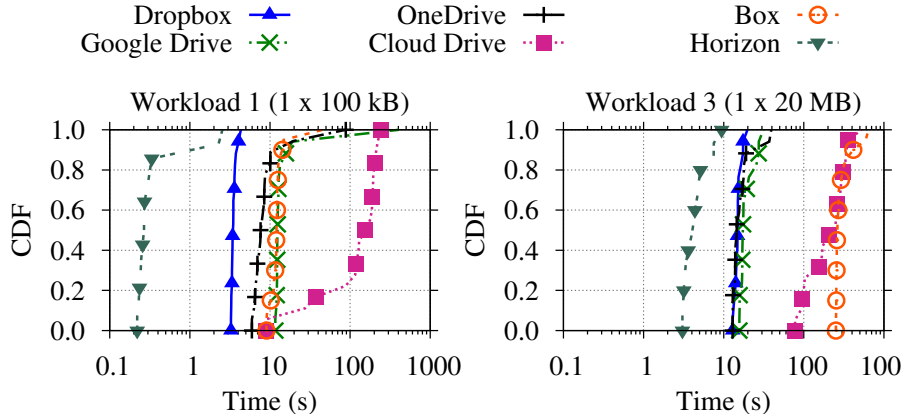 Dropbox OneDrive Box
Google Drive Cloud Drive Horizon
Workload 1 (1 x 100 kB) Workload 3 (1 x 20 MB)
1.0 1.0
0.8 0.8
0.6 0.6
CDF CDF
0.4 0.4
0.2 0.2
0.0 0.0
0.1 1 10 100 1000 0.1 1 10 100 1000
Time (s) Time (s)